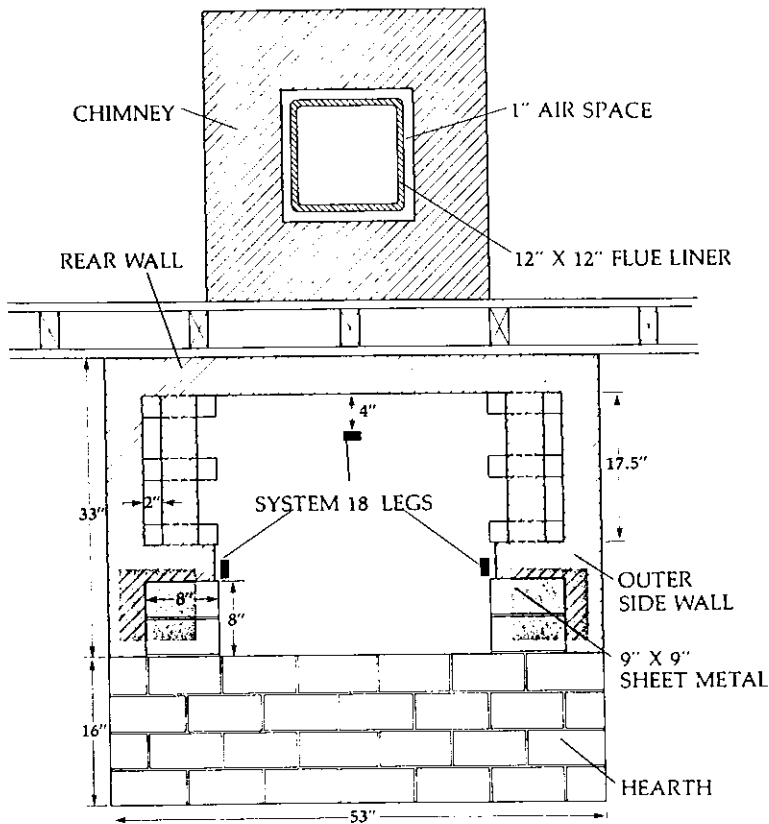 CHIMNEY
1" AIR SPACE
12" X 12" FLUE LINER
REAR WALL
4"
17.5"
2"
33"
SYSTEM 18 LEGS
8"
8"
OUTER
SIDE WALL
9" X 9"
SHEET METAL
16"
HEARTH
53"